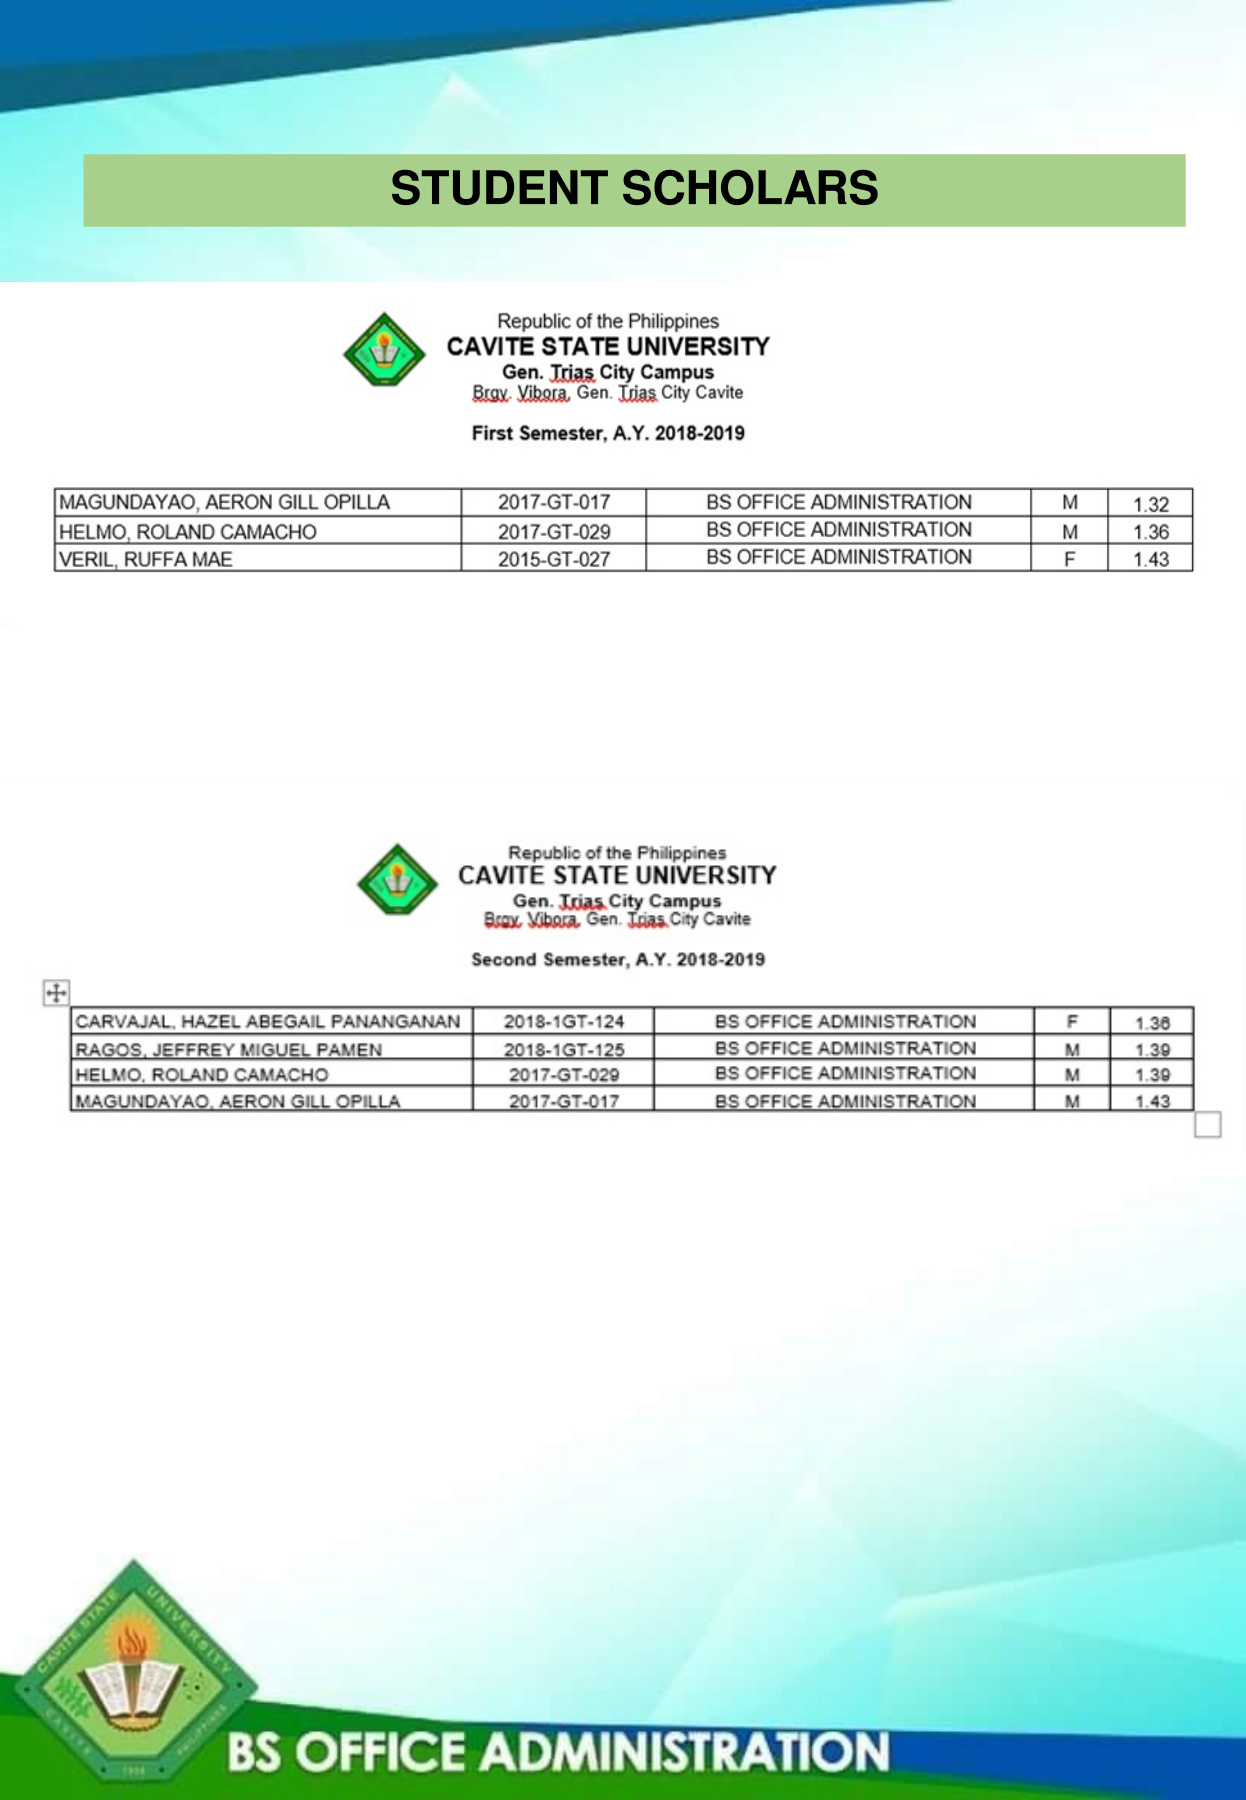 STUDENT SCHOLARS
Republic of the Philippines
CAVITE STATE UNIVERSITY
Gen. Trias City Campus
Brgy. Vibora, Gen. Trias City Cavite
First Semester, A.Y. 2018-2019
MAGUNDAYAO, AERON GILL OPILLA 2017-GT-017 BS OFFICE ADMINISTRATION M 1.32
HELMO, ROLAND CAMACHO 2017-GT-029 BS OFFICE ADMINISTRATION M 1.36
VERIL, RUFFA MAE 2015-GT-027 BS OFFICE ADMINISTRATION F 1.43
Republic of the Philippines
CAVITE STATE UNIVERSITY
Gen. Trias City Campus
Brgy. Vibora, Gen. Trias City Cavite
Second Semester, A.Y. 2018-2019
CARVAJAL, HAZEL ABEGAIL PANANGANAN 2018-1GT-124 BS OFFICE ADMINISTRATION F 1.36
RAGOS, JEFFREY MIGUEL PAMEN 2018-1GT-125 BS OFFICE ADMINISTRATION M 1.39
HELMO, ROLAND CAMACHO 2017-GT-029 BS OFFICE ADMINISTRATION M 1.39
MAGUNDAYAO, AERON GILL OPILLA 2017-GT-017 BS OFFICE ADMINISTRATION M 1.43
CAVITE STATE UNIVERSITY
CAVITE PHILIPPINES
BS OFFICE ADMINISTRATION